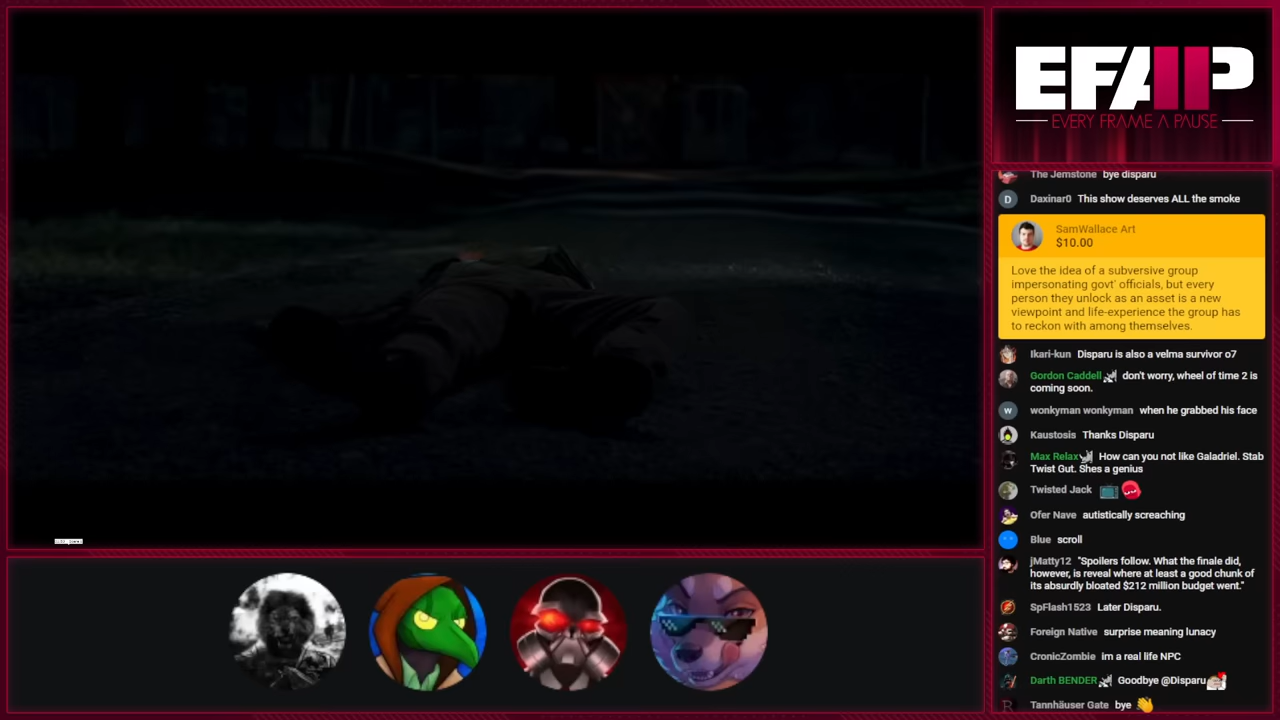 EFAP
EVERY FRAME A PAUSE
The Jemstone bye disparu
D Daxinar0 This show deserves ALL the smoke
SamWallace Art
$10.00
Love the idea of a subversive group
impersonating govt' officials, but every
person they unlock as an asset is a new
viewpoint and life-experience the group has
to reckon with among themselves.
Ikari-kun Disparu is also a velma survivor o7
Gordon Caddell don't worry, wheel of time 2 is
coming soon.
w wonkyman wonkyman when he grabbed his face
Kaustosis Thanks Disparu
Max Relax How can you not like Galadriel. Stab
Twist Gut. Shes a genius
Twisted Jack
Ofer Nave autistically screaching
Blue scroll
jMatty12 "Spoilers follow. What the finale did,
however, is reveal where at least a good chunk of
its absurdly bloated $212 million budget went."
SpFlash1523 Later Disparu.
Foreign Native surprise meaning lunacy
CronicZombie im a real life NPC
Darth BENDER Goodbye @Disparu
R Tannhäuser Gate bye